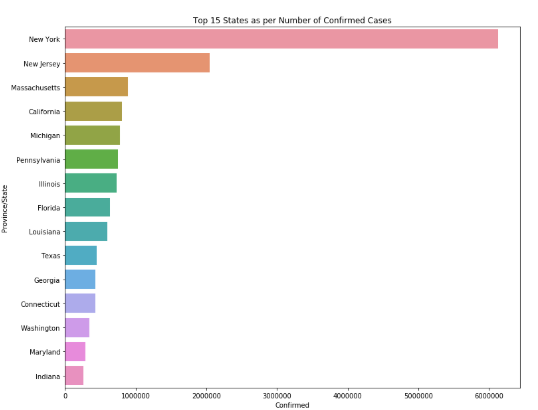 Top 15 States as per Number of Confirmed Cases
Province/State
New York
New Jersey
Massachusetts
California
Michigan
Pennsylvania
Illinois
Florida
Louisiana
Texas
Georgia
Connecticut
Washington
Maryland
Indiana
0 1000000 2000000 3000000 4000000 5000000 6000000
Confirmed